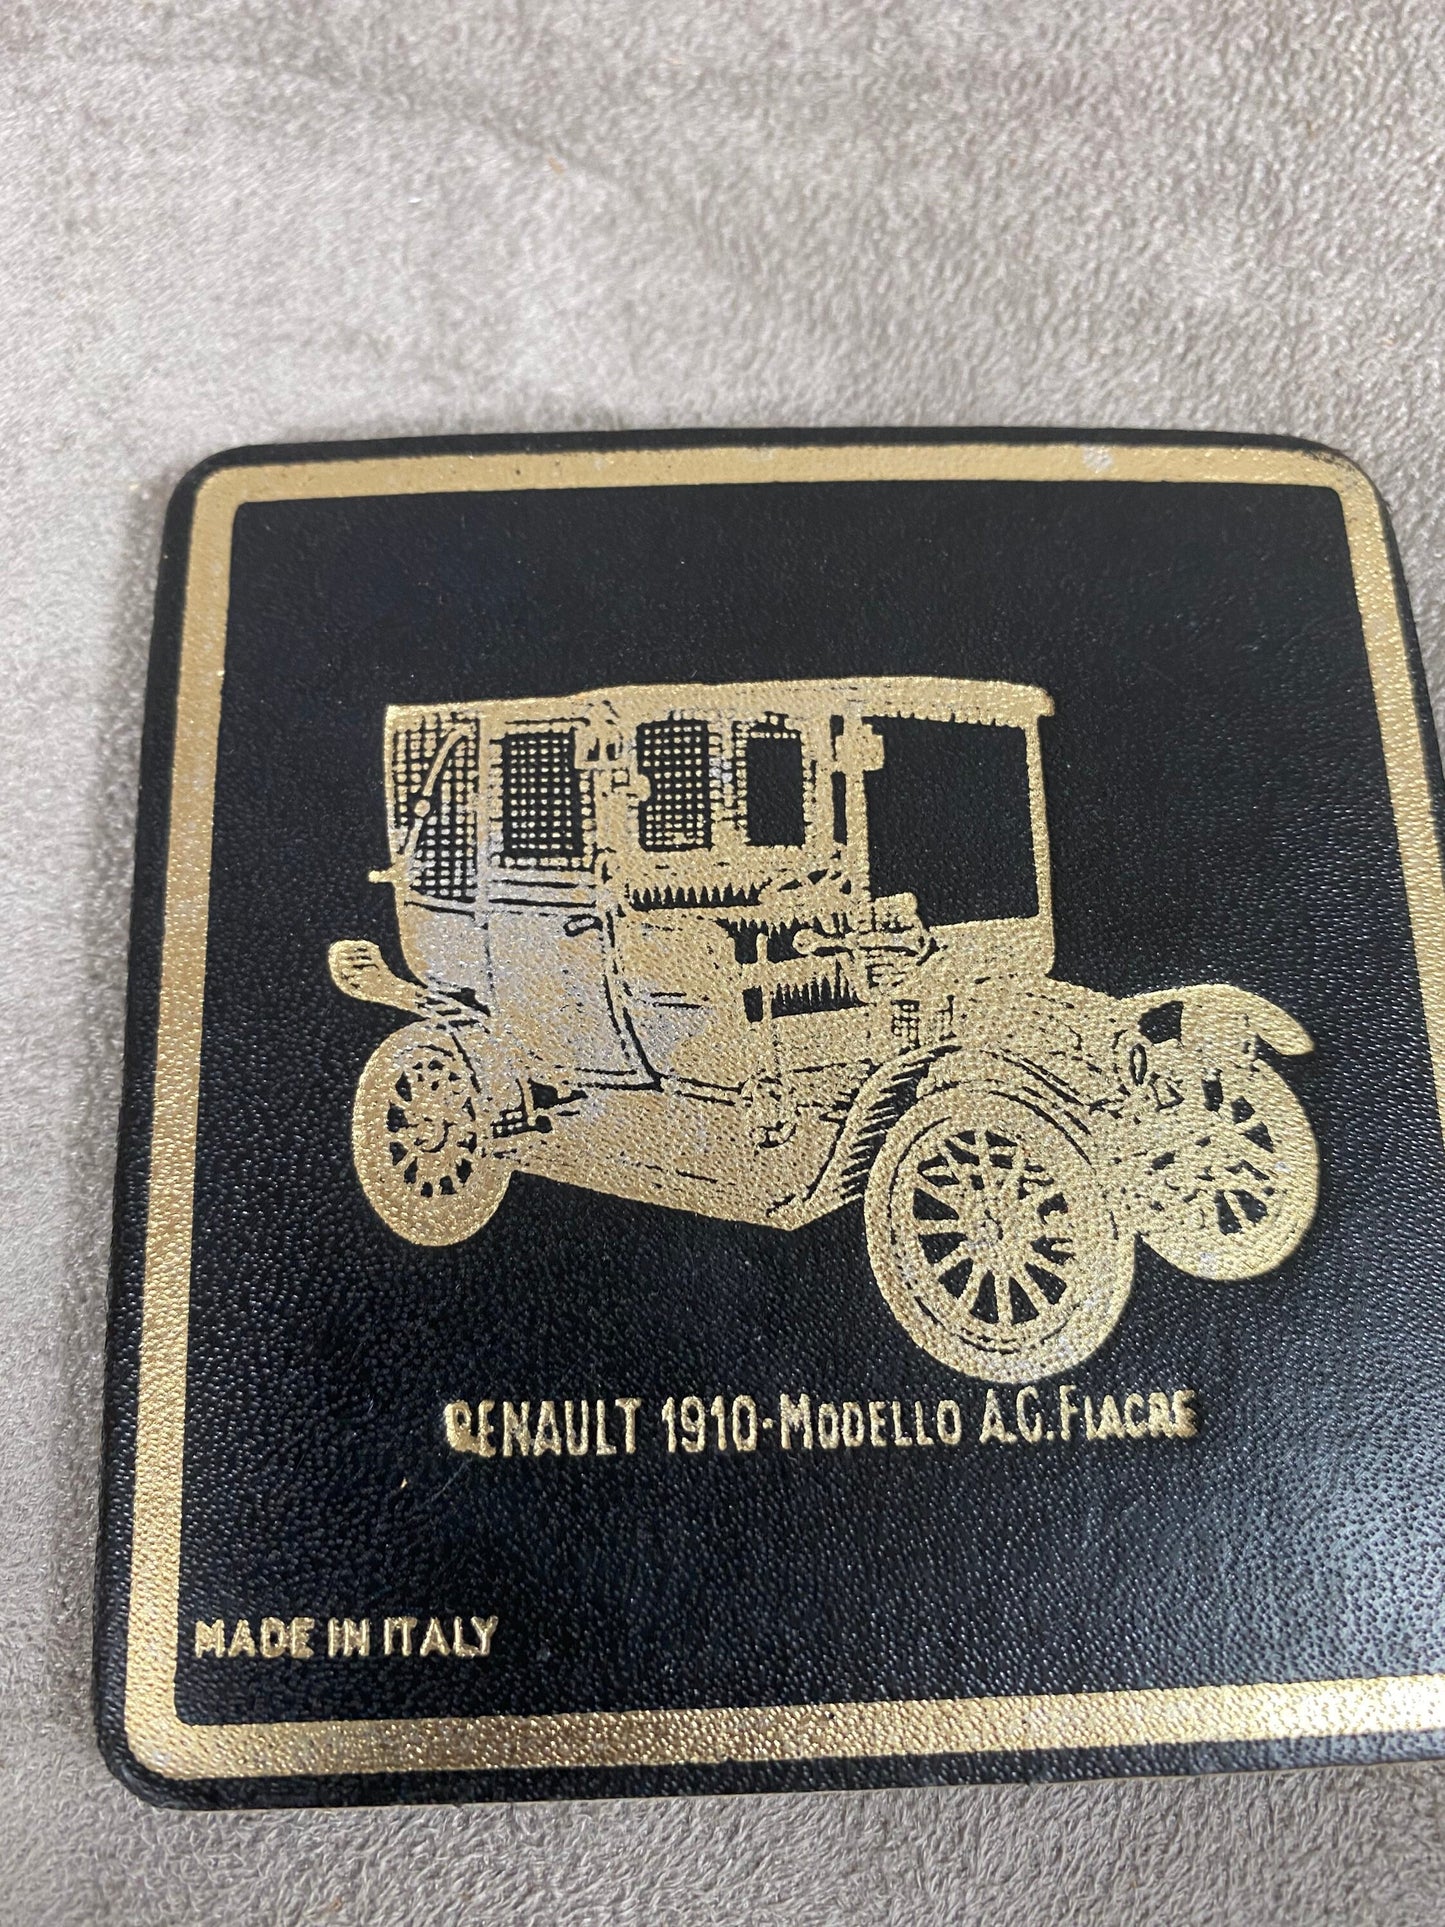 RENAULT 1910-MODELLO A.G. FIACRE
MADE IN ITALY